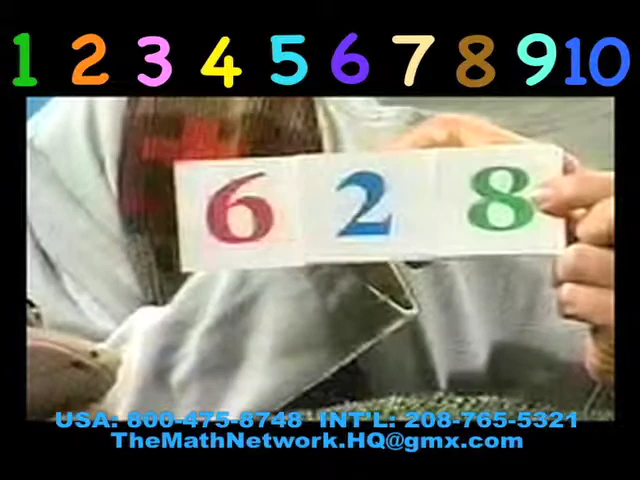 1 2 3 4 5 6 7 8 9 10
6 2 8
USA: 800-475-8748 INT'L: 208-765-5321
TheMathNetwork.HQ@gmx.com